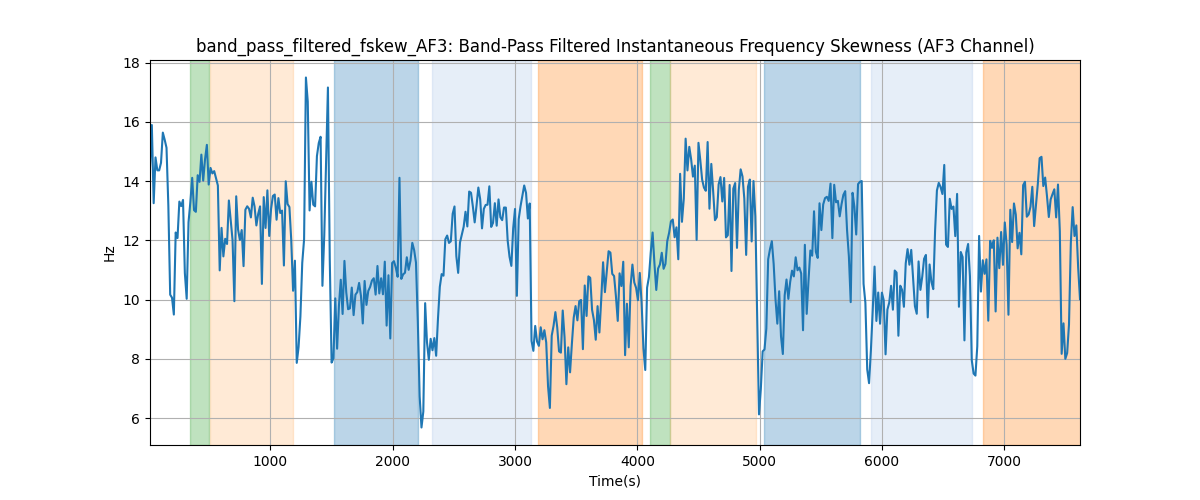 band_pass_filtered_fskew_AF3: Band-Pass Filtered Instantaneous Frequency Skewness (AF3 Channel)
18
16
14
12
10
8
6
Hz
1000 2000 3000 4000 5000 6000 7000
Time(s)